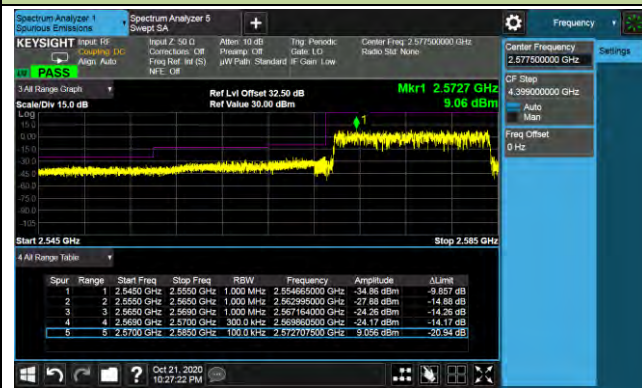 Spectrum Analyzer 1
Spurious Emissions
Spectrum Analyzer 5
Swept SA
Frequency
KEYSIGHT
Input: RF
Coupling: DC
Align: Auto
Input Z: 50 Ω
Corrections: Off
Freq Ref: Int (S)
NFE: Off
Atten: 10 dB
Preamp: Off
µW Path: Standard
Trig: Periodic
Gate: LO
IF Gain: Low
Center Freq: 2.577500000 GHz
Radio Std: None
PASS
Center Frequency
2.577500000 GHz
Settings
CF Step
4.399000000 GHz
Auto
Man
Freq Offset
0 Hz
3 All Range Graph
Scale/Div 15.0 dB
Ref Lvl Offset 32.50 dB
Ref Value 30.00 dBm
Mkr1 2.5727 GHz
9.06 dBm
Log
15.0
0.00
-15.0
-30.0
-45.0
-60.0
-75.0
-90.0
-105
1
Start 2.545 GHz
Stop 2.585 GHz
4 All Range Table
Spur Range Start Freq Stop Freq RBW Frequency Amplitude ΔLimit
1 1 2.5450 GHz 2.5550 GHz 1.000 MHz 2.554665000 GHz -34.86 dBm -9.857 dB
2 2 2.5550 GHz 2.5650 GHz 1.000 MHz 2.562995000 GHz -27.88 dBm -14.88 dB
3 3 2.5650 GHz 2.5690 GHz 1.000 MHz 2.567164000 GHz -24.26 dBm -14.26 dB
4 4 2.5690 GHz 2.5700 GHz 300.0 kHz 2.569860500 GHz -24.17 dBm -14.17 dB
5 5 2.5700 GHz 2.5850 GHz 100.0 kHz 2.572707500 GHz 9.056 dBm -20.94 dB
Oct 21, 2020
10:27:22 PM